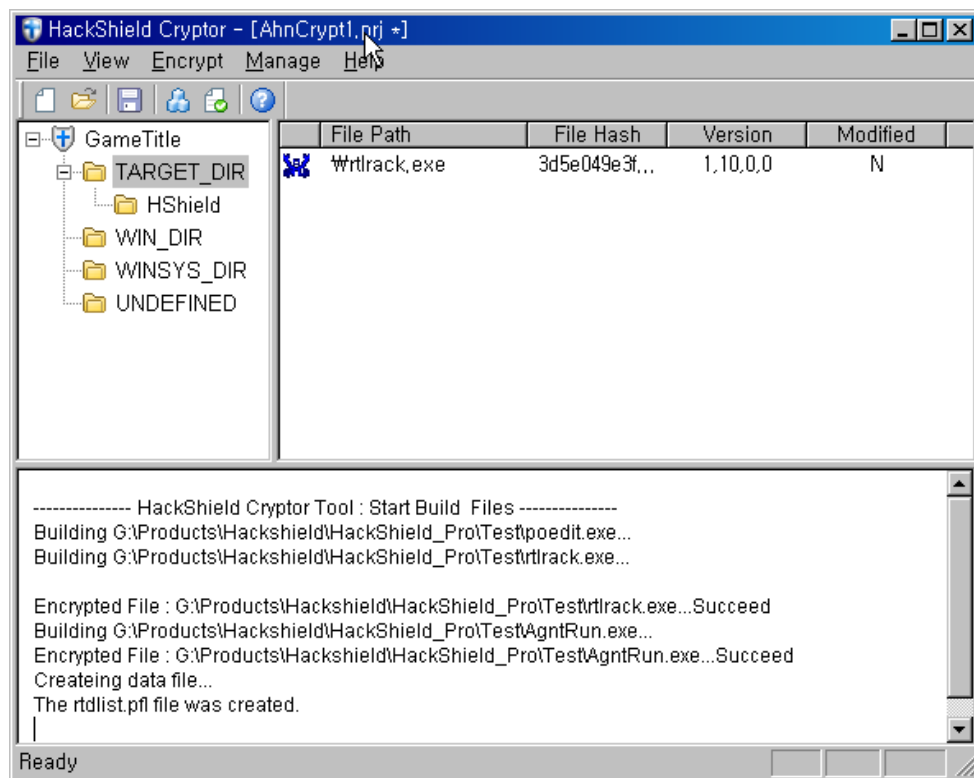 HackShield Cryptor - [AhnCrypt1.prj *]
File View Encrypt Manage Help
GameTitle
TARGET_DIR
HShield
WIN_DIR
WINSYS_DIR
UNDEFINED
File Path File Hash Version Modified
₩rtlrack.exe 3d5e049e3f... 1,10,0,0 N
--------------- HackShield Cryptor Tool : Start Build Files ---------------
Building G:\Products\Hackshield\HackShield_Pro\Test\poedit.exe...
Building G:\Products\Hackshield\HackShield_Pro\Test\rtlrack.exe...
Encrypted File : G:\Products\Hackshield\HackShield_Pro\Test\rtlrack.exe...Succeed
Building G:\Products\Hackshield\HackShield_Pro\Test\AgntRun.exe...
Encrypted File : G:\Products\Hackshield\HackShield_Pro\Test\AgntRun.exe...Succeed
Createing data file...
The rtdlist.pfl file was created.
Ready